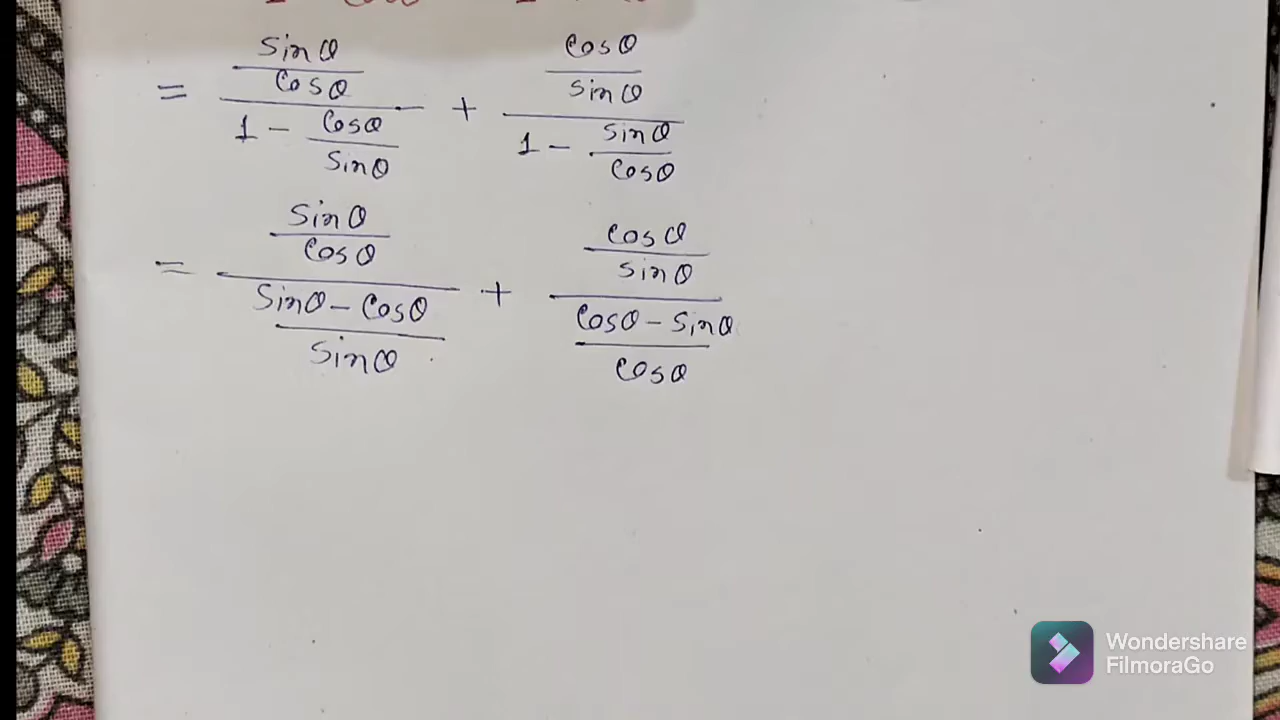 = (sinθ/cosθ)/(1 - cosθ/sinθ) + (cosθ/sinθ)/(1 - sinθ/cosθ)
= (sinθ/cosθ)/((sinθ - cosθ)/sinθ) + (cosθ/sinθ)/((cosθ - sinθ)/cosθ)
Wondershare
FilmoraGo